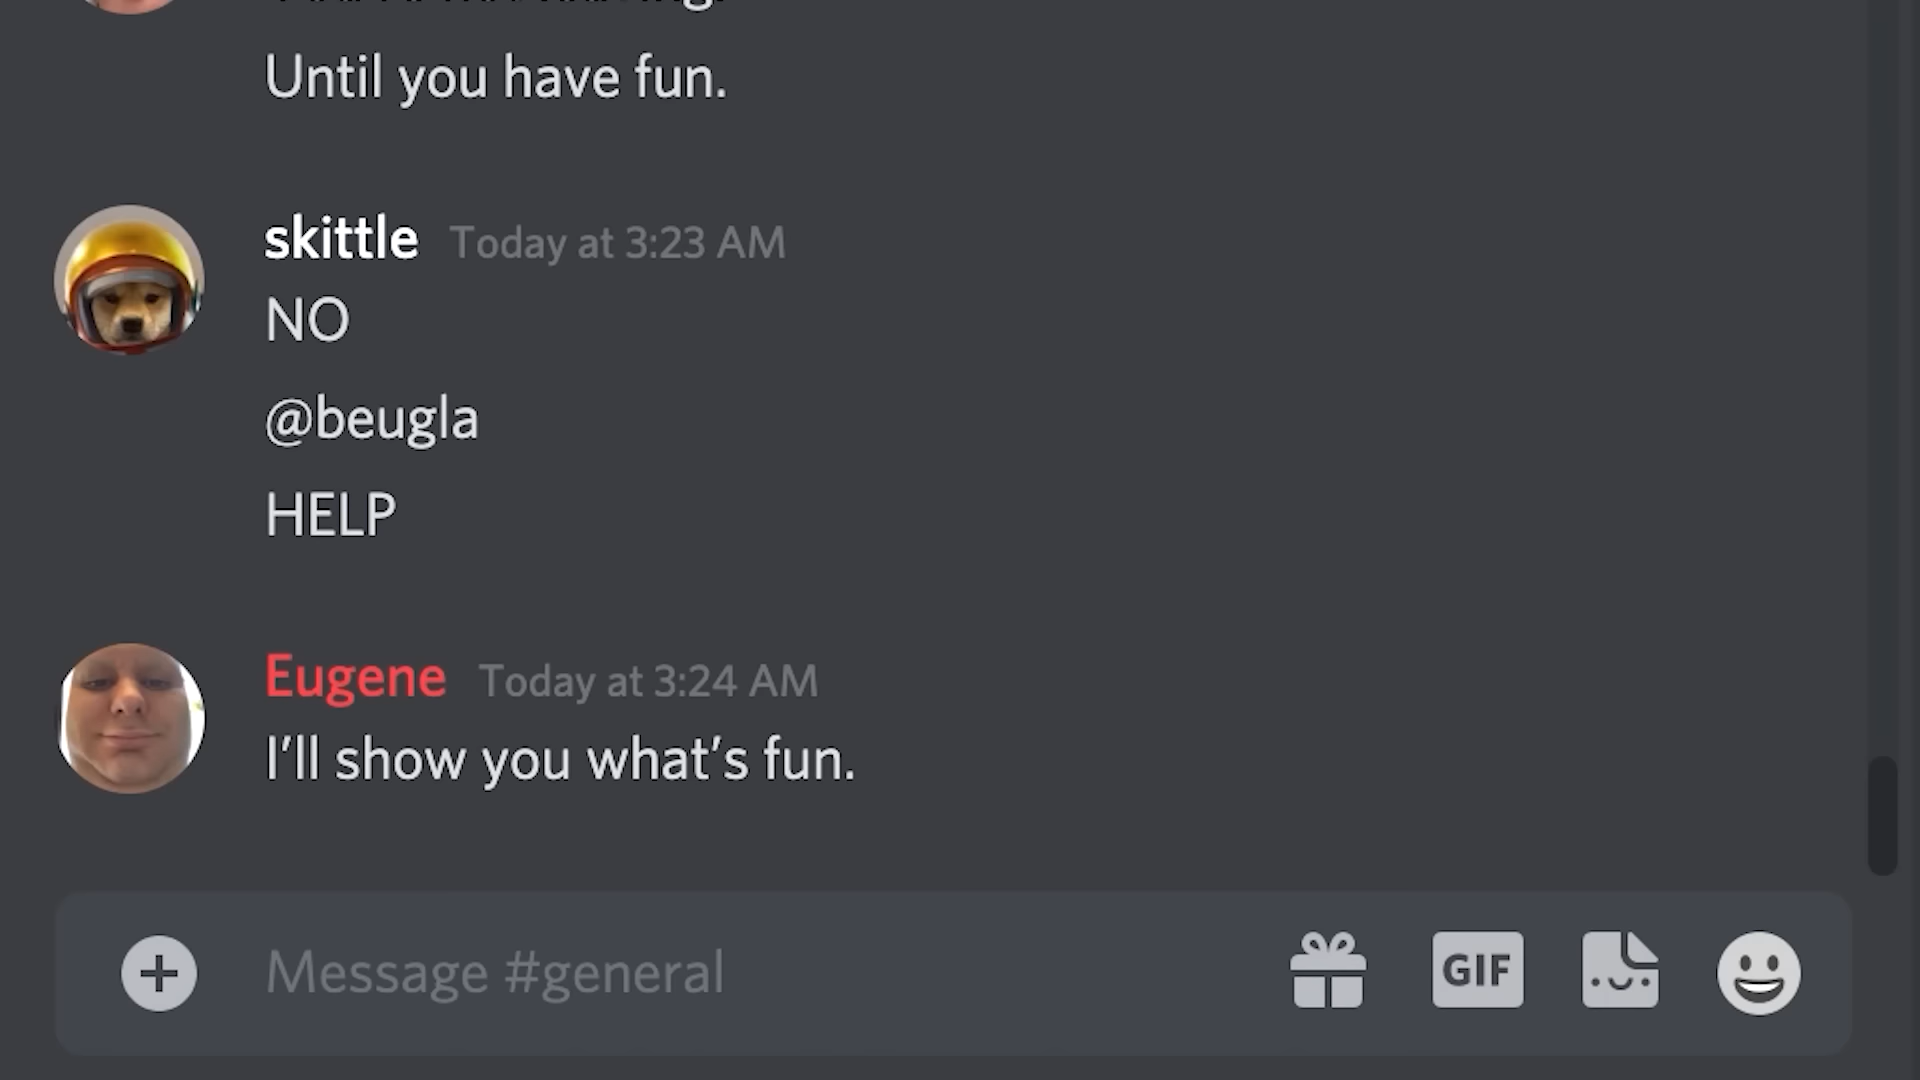 Until you have fun.
skittle Today at 3:23 AM
NO
@beugla
HELP
Eugene Today at 3:24 AM
I’ll show you what’s fun.
Message #general
GIF